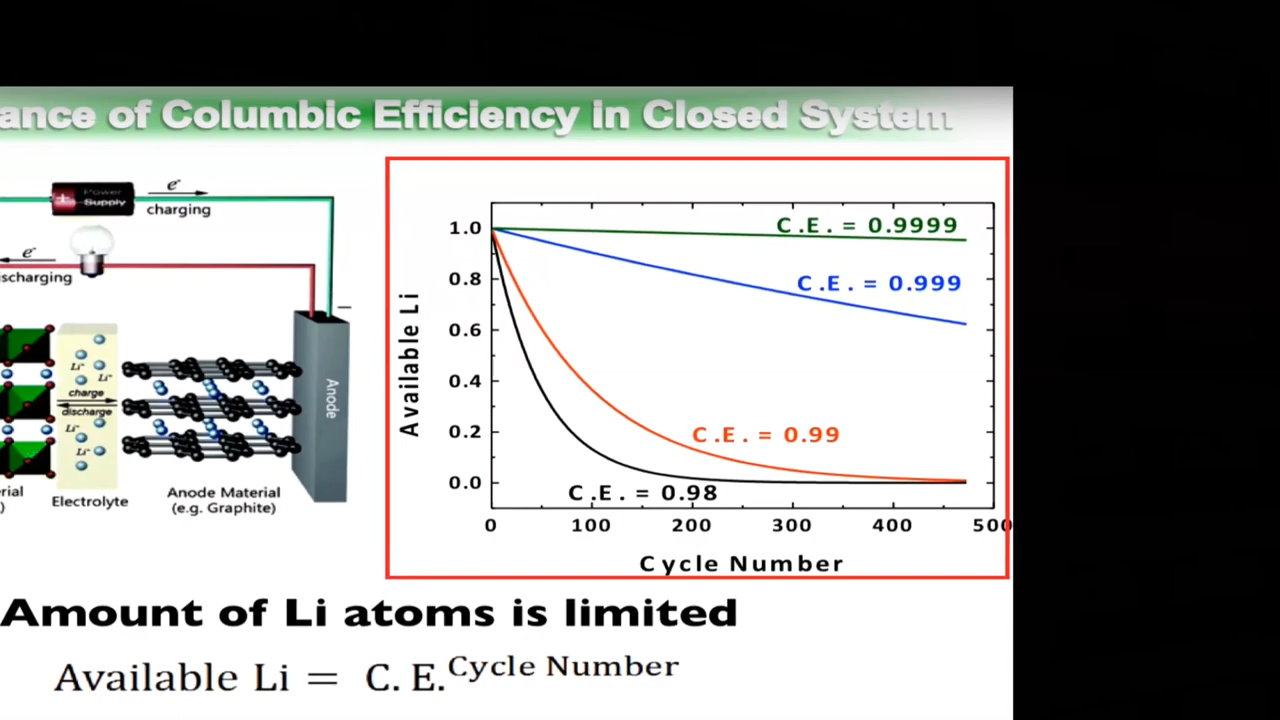 ance of Columbic Efficiency in Closed System
Power
Supply
e-
charging
e-
scharging
Li+
Li+
charge
discharge
Li+
Li+
Anode
rial
)
Electrolyte
Anode Material
(e.g. Graphite)
Available Li
1.0
0.8
0.6
0.4
0.2
0.0
C.E. = 0.9999
C.E. = 0.999
C.E. = 0.99
C.E. = 0.98
0 100 200 300 400 500
Cycle Number
Amount of Li atoms is limited
Available Li = C. E.^Cycle Number